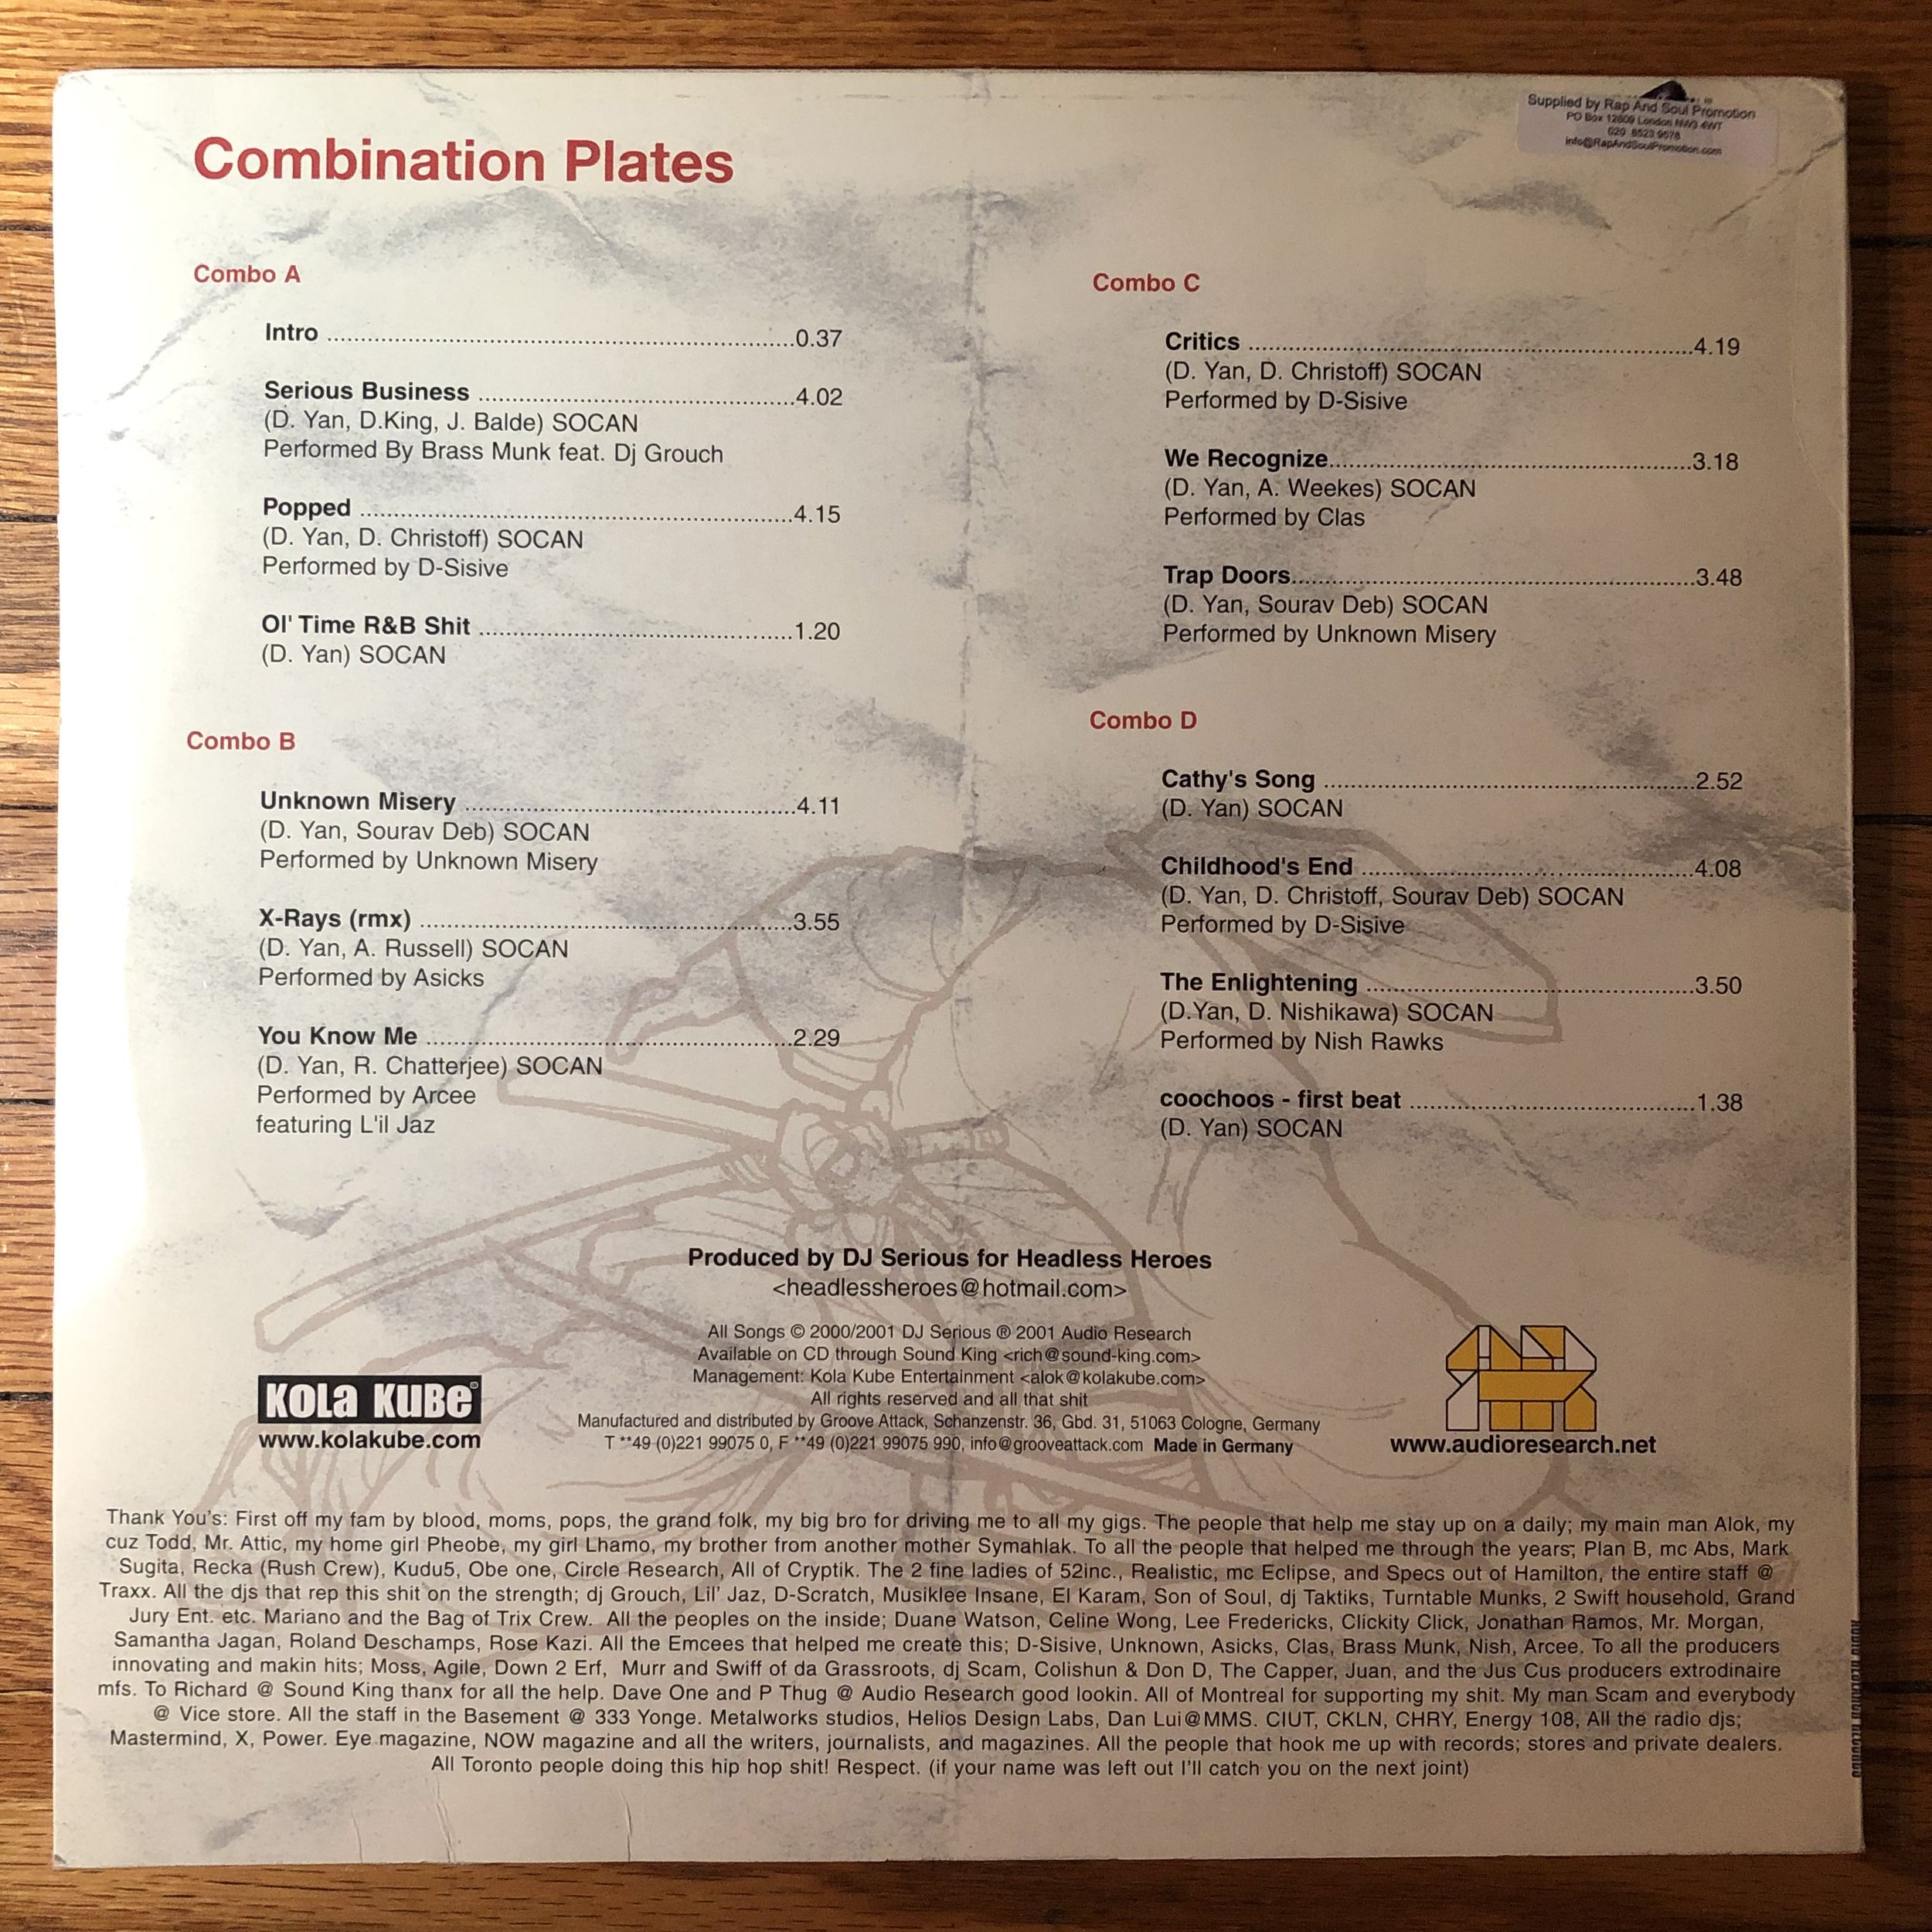 Supplied by Rap And Soul Promotion
PO Box 12809 London NW3 4WT
020 8523 9578
info@RapAndSoulPromotion.com
Combination Plates
Combo A
Intro ..... 0.37
Serious Business ..... 4.02
(D. Yan, D.King, J. Balde) SOCAN
Performed By Brass Munk feat. Dj Grouch
Popped ..... 4.15
(D. Yan, D. Christoff) SOCAN
Performed by D-Sisive
Ol' Time R&B Shit ..... 1.20
(D. Yan) SOCAN
Combo B
Unknown Misery ..... 4.11
(D. Yan, Sourav Deb) SOCAN
Performed by Unknown Misery
X-Rays (rmx) ..... 3.55
(D. Yan, A. Russell) SOCAN
Performed by Asicks
You Know Me ..... 2.29
(D. Yan, R. Chatterjee) SOCAN
Performed by Arcee
featuring L'il Jaz
Combo C
Critics ..... 4.19
(D. Yan, D. Christoff) SOCAN
Performed by D-Sisive
We Recognize..... 3.18
(D. Yan, A. Weekes) SOCAN
Performed by Clas
Trap Doors..... 3.48
(D. Yan, Sourav Deb) SOCAN
Performed by Unknown Misery
Combo D
Cathy's Song ..... 2.52
(D. Yan) SOCAN
Childhood's End ..... 4.08
(D. Yan, D. Christoff, Sourav Deb) SOCAN
Performed by D-Sisive
The Enlightening ..... 3.50
(D.Yan, D. Nishikawa) SOCAN
Performed by Nish Rawks
coochoos - first beat ..... 1.38
(D. Yan) SOCAN
Produced by DJ Serious for Headless Heroes
<headlessheroes@hotmail.com>
All Songs © 2000/2001 DJ Serious ® 2001 Audio Research
Available on CD through Sound King <rich@sound-king.com>
Management: Kola Kube Entertainment <alok@kolakube.com>
All rights reserved and all that shit
Manufactured and distributed by Groove Attack, Schanzenstr. 36, Gbd. 31, 51063 Cologne, Germany
T **49 (0)221 99075 0, F **49 (0)221 99075 990, info@grooveattack.com Made in Germany
KOLa KUBe
www.kolakube.com
www.audioresearch.net
Thank You's: First off my fam by blood, moms, pops, the grand folk, my big bro for driving me to all my gigs. The people that help me stay up on a daily; my main man Alok, my
cuz Todd, Mr. Attic, my home girl Pheobe, my girl Lhamo, my brother from another mother Symahlak. To all the people that helped me through the years; Plan B, mc Abs, Mark
Sugita, Recka (Rush Crew), Kudu5, Obe one, Circle Research, All of Cryptik. The 2 fine ladies of 52inc., Realistic, mc Eclipse, and Specs out of Hamilton, the entire staff @
Traxx. All the djs that rep this shit on the strength; dj Grouch, Lil' Jaz, D-Scratch, Musiklee Insane, El Karam, Son of Soul, dj Taktiks, Turntable Munks, 2 Swift household, Grand
Jury Ent. etc. Mariano and the Bag of Trix Crew. All the peoples on the inside; Duane Watson, Celine Wong, Lee Fredericks, Clickity Click, Jonathan Ramos, Mr. Morgan,
Samantha Jagan, Roland Deschamps, Rose Kazi. All the Emcees that helped me create this; D-Sisive, Unknown, Asicks, Clas, Brass Munk, Nish, Arcee. To all the producers
innovating and makin hits; Moss, Agile, Down 2 Erf, Murr and Swiff of da Grassroots, dj Scam, Colishun & Don D, The Capper, Juan, and the Jus Cus producers extrodinaire
mfs. To Richard @ Sound King thanx for all the help. Dave One and P Thug @ Audio Research good lookin. All of Montreal for supporting my shit. My man Scam and everybody
@ Vice store. All the staff in the Basement @ 333 Yonge. Metalworks studios, Helios Design Labs, Dan Lui@MMS. CIUT, CKLN, CHRY, Energy 108, All the radio djs;
Mastermind, X, Power. Eye magazine, NOW magazine and all the writers, journalists, and magazines. All the people that hook me up with records; stores and private dealers.
All Toronto people doing this hip hop shit! Respect. (if your name was left out I'll catch you on the next joint)